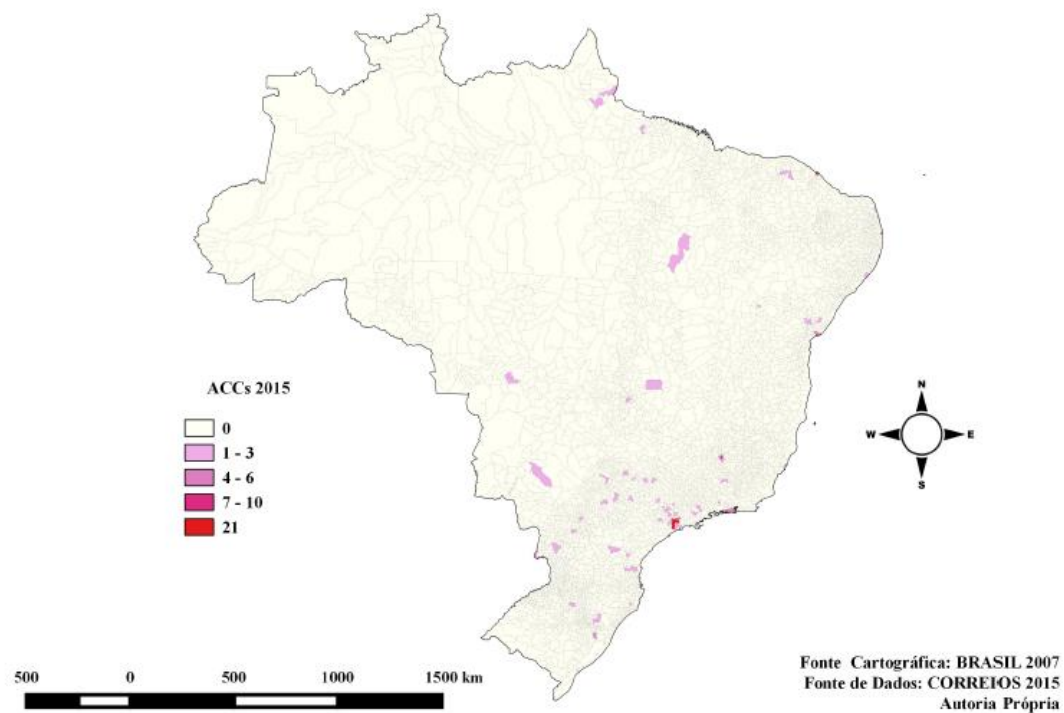 ACCs 2015
0
1 - 3
4 - 6
7 - 10
21
N
W E
S
500 0 500 1000 1500 km
Fonte Cartográfica: BRASIL 2007
Fonte de Dados: CORREIOS 2015
Autoria Própria